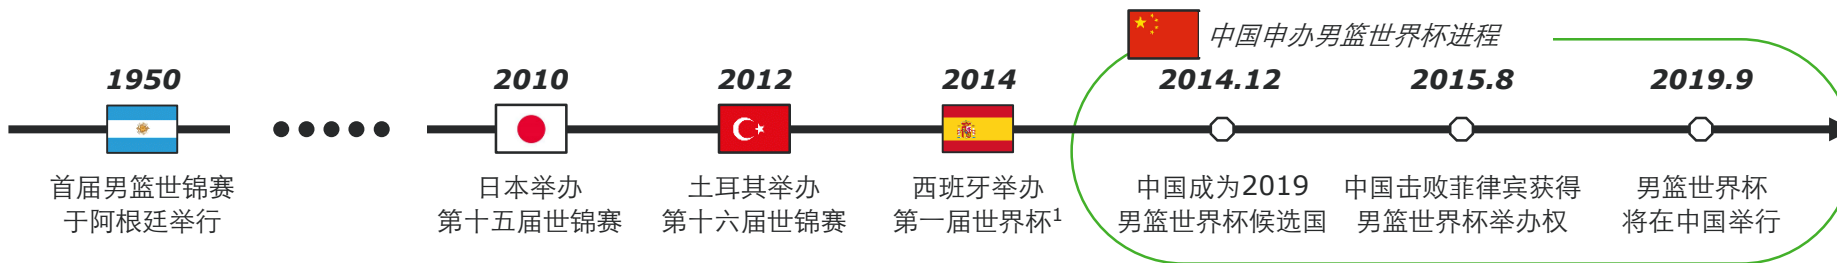 中国申办男篮世界杯进程
1950
首届男篮世锦赛
于阿根廷举行
2010
日本举办
第十五届世锦赛
2012
土耳其举办
第十六届世锦赛
2014
西班牙举办
第一届世界杯¹
2014.12
中国成为2019
男篮世界杯候选国
2015.8
中国击败菲律宾获得
男篮世界杯举办权
2019.9
男篮世界杯
将在中国举行